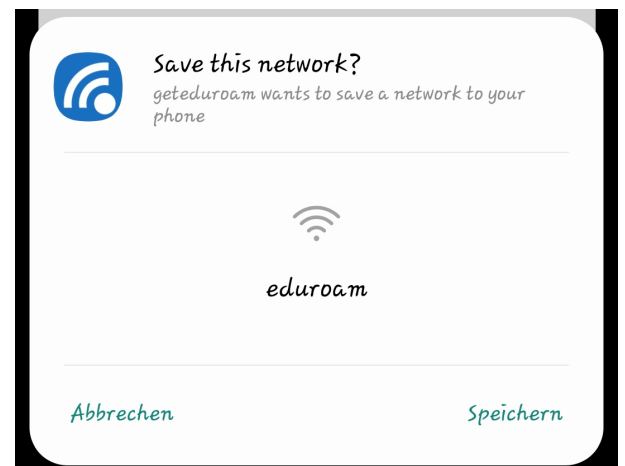 Save this network?
geteduroam wants to save a network to your
phone
eduroam
Abbrechen
Speichern